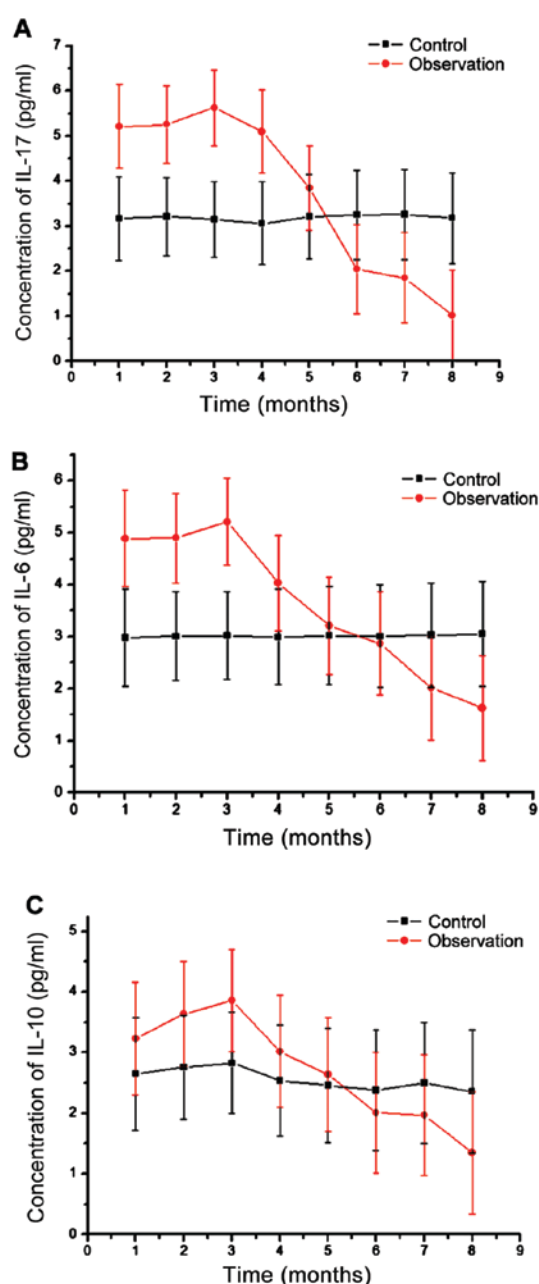 A
Control
Observation
Concentration of IL-17 (pg/ml)
7
6
5
4
3
2
1
0
0 1 2 3 4 5 6 7 8 9
Time (months)
B
Control
Observation
Concentration of IL-6 (pg/ml)
6
5
4
3
2
1
0
0 1 2 3 4 5 6 7 8 9
Time (months)
C
Control
Observation
Concentration of IL-10 (pg/ml)
5
4
3
2
1
0
0 1 2 3 4 5 6 7 8 9
Time (months)